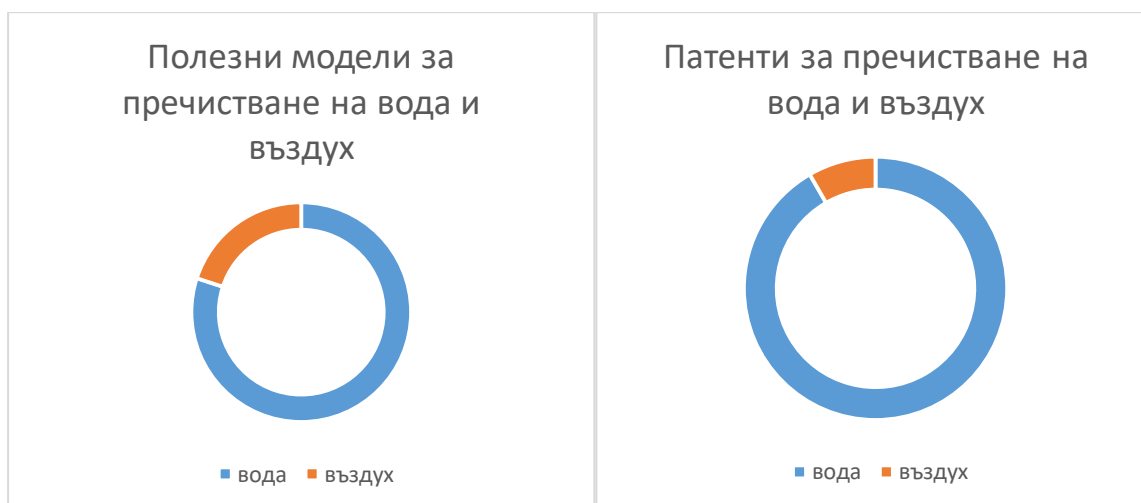 Полезни модели за
пречистване на вода и
въздух
вода въздух
Патенти за пречистване на
вода и въздух
вода въздух